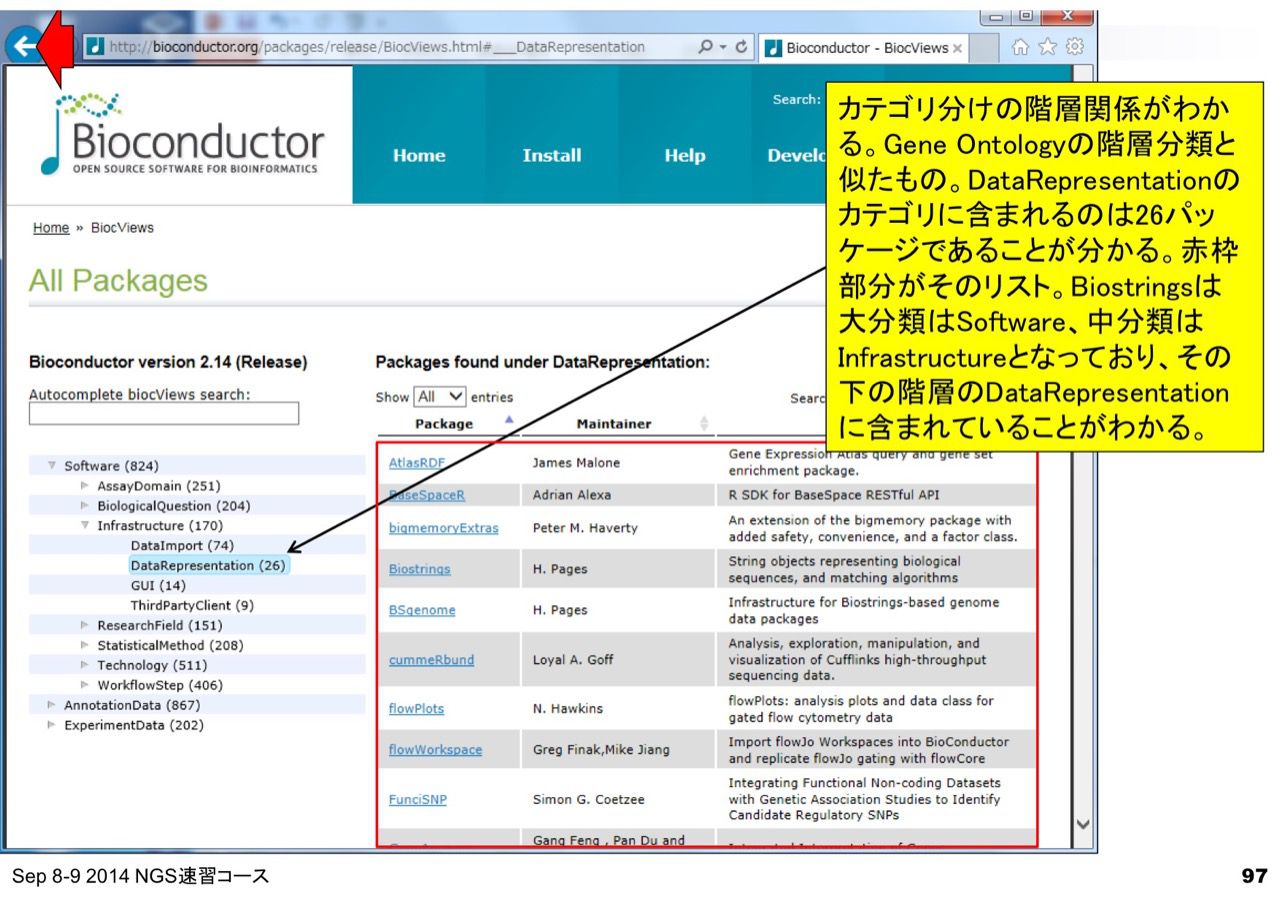 http://bioconductor.org/packages/release/BiocViews.html#___DataRepresentation
Bioconductor - BiocViews
Bioconductor
OPEN SOURCE SOFTWARE FOR BIOINFORMATICS
Home Install Help Develo
Search:
カテゴリ分けの階層関係がわか
る。Gene Ontologyの階層分類と
似たもの。DataRepresentationの
カテゴリに含まれるのは26パッ
ケージであることが分かる。赤枠
部分がそのリスト。Biostringsは
大分類はSoftware、中分類は
Infrastructureとなっており、その
下の階層のDataRepresentation
に含まれていることがわかる。
Home » BiocViews
All Packages
Bioconductor version 2.14 (Release)
Autocomplete biocViews search:
Software (824)
AssayDomain (251)
BiologicalQuestion (204)
Infrastructure (170)
DataImport (74)
DataRepresentation (26)
GUI (14)
ThirdPartyClient (9)
ResearchField (151)
StatisticalMethod (208)
Technology (511)
WorkflowStep (406)
AnnotationData (867)
ExperimentData (202)
Packages found under DataRepresentation:
Show All entries
Searc
Package Maintainer
AtlasRDF James Malone Gene Expression Atlas query and gene set
enrichment package.
BaseSpaceR Adrian Alexa R SDK for BaseSpace RESTful API
bigmemoryExtras Peter M. Haverty An extension of the bigmemory package with
added safety, convenience, and a factor class.
Biostrings H. Pages String objects representing biological
sequences, and matching algorithms
BSgenome H. Pages Infrastructure for Biostrings-based genome
data packages
cummeRbund Loyal A. Goff Analysis, exploration, manipulation, and
visualization of Cufflinks high-throughput
sequencing data.
flowPlots N. Hawkins flowPlots: analysis plots and data class for
gated flow cytometry data
flowWorkspace Greg Finak,Mike Jiang Import flowJo Workspaces into BioConductor
and replicate flowJo gating with flowCore
FunciSNP Simon G. Coetzee Integrating Functional Non-coding Datasets
with Genetic Association Studies to Identify
Candidate Regulatory SNPs
Gang Feng , Pan Du and
Sep 8-9 2014 NGS速習コース
97